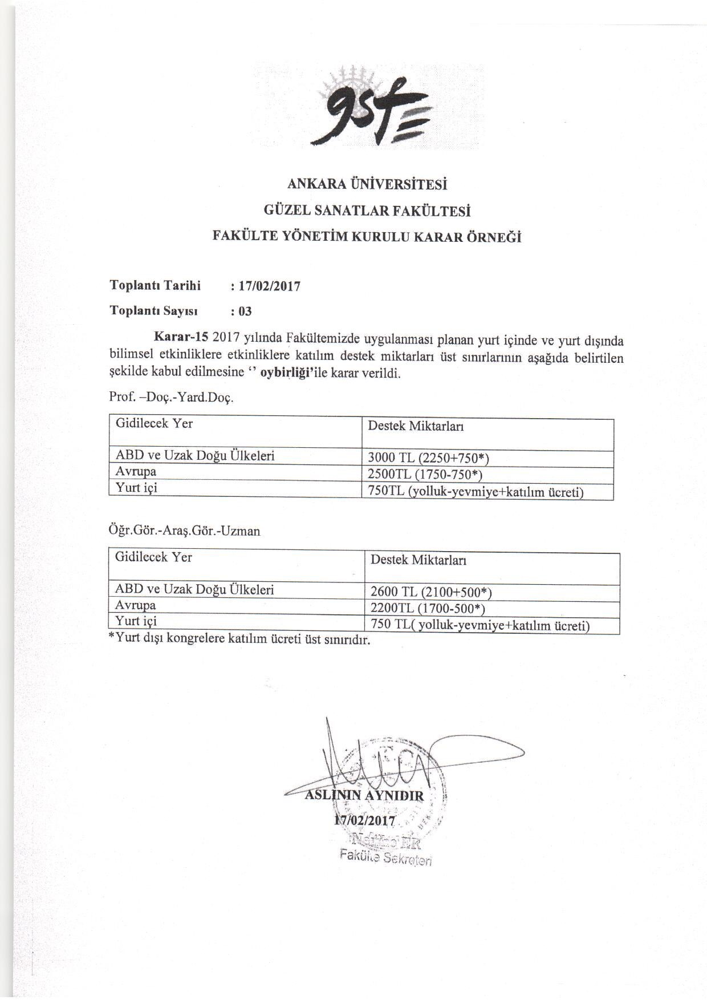 gsf
ANKARA ÜNİVERSİTESİ
GÜZEL SANATLAR FAKÜLTESİ
FAKÜLTE YÖNETİM KURULU KARAR ÖRNEĞİ
Toplantı Tarihi : 17/02/2017
Toplantı Sayısı : 03
Karar-15 2017 yılında Fakültemizde uygulanması planan yurt içinde ve yurt dışında
bilimsel etkinliklere etkinliklere katılım destek miktarları üst sınırlarının aşağıda belirtilen
şekilde kabul edilmesine ‘’ oybirliği’ile karar verildi.
Prof. –Doç.-Yard.Doç.
Gidilecek Yer Destek Miktarları
ABD ve Uzak Doğu Ülkeleri 3000 TL (2250+750*)
Avrupa 2500TL (1750-750*)
Yurt içi 750TL (yolluk-yevmiye+katılım ücreti)
Öğr.Gör.-Araş.Gör.-Uzman
Gidilecek Yer Destek Miktarları
ABD ve Uzak Doğu Ülkeleri 2600 TL (2100+500*)
Avrupa 2200TL (1700-500*)
Yurt içi 750 TL( yolluk-yevmiye+katılım ücreti)
*Yurt dışı kongrelere katılım ücreti üst sınırıdır.
T.C.
ASLININ AYNIDIR
17/02/2017
ER
Fakülte Sekreteri